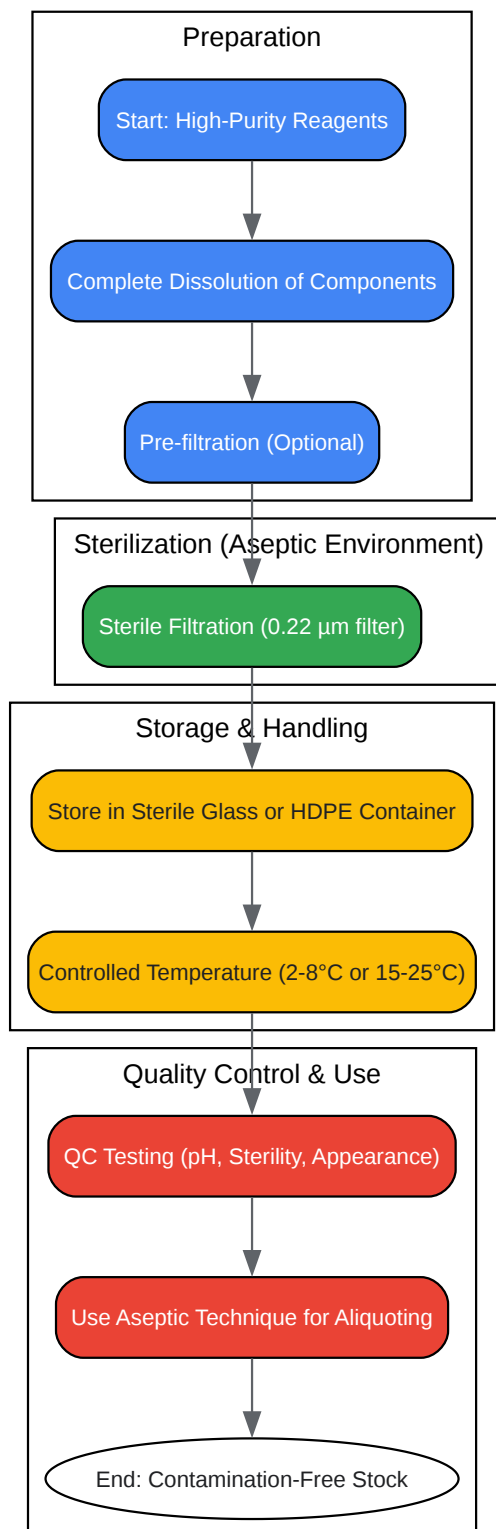 Preparation
Start: High-Purity Reagents
Complete Dissolution of Components
Pre-filtration (Optional)
Sterilization (Aseptic Environment)
Sterile Filtration (0.22 µm filter)
Storage & Handling
Store in Sterile Glass or HDPE Container
Controlled Temperature (2-8°C or 15-25°C)
Quality Control & Use
QC Testing (pH, Sterility, Appearance)
Use Aseptic Technique for Aliquoting
End: Contamination-Free Stock